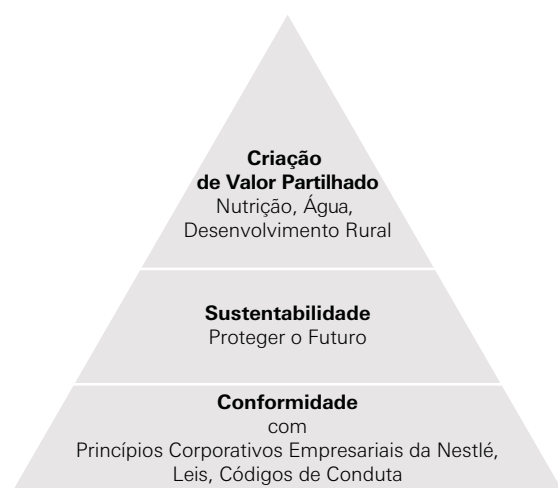 Criação
de Valor Partilhado
Nutrição, Água,
Desenvolvimento Rural
Sustentabilidade
Proteger o Futuro
Conformidade
com
Princípios Corporativos Empresariais da Nestlé,
Leis, Códigos de Conduta